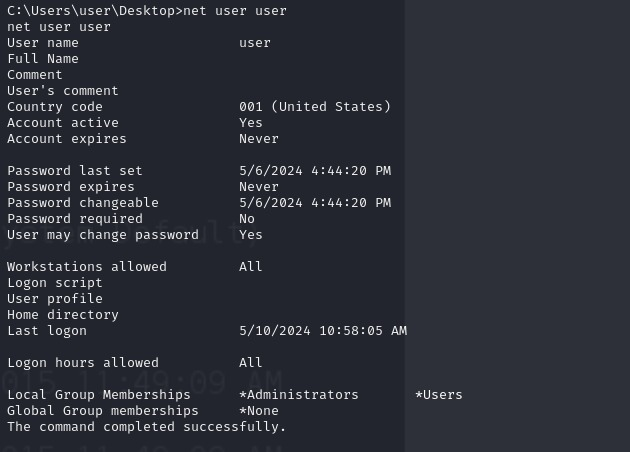 C:\Users\user\Desktop>net user user
net user user
User name                    user
Full Name
Comment
User's comment
Country code                 001 (United States)
Account active               Yes
Account expires              Never

Password last set            5/6/2024 4:44:20 PM
Password expires             Never
Password changeable          5/6/2024 4:44:20 PM
Password required            No
User may change password     Yes

Workstations allowed         All
Logon script
User profile
Home directory
Last logon                   5/10/2024 10:58:05 AM

Logon hours allowed          All

Local Group Memberships      *Administrators       *Users
Global Group memberships     *None
The command completed successfully.